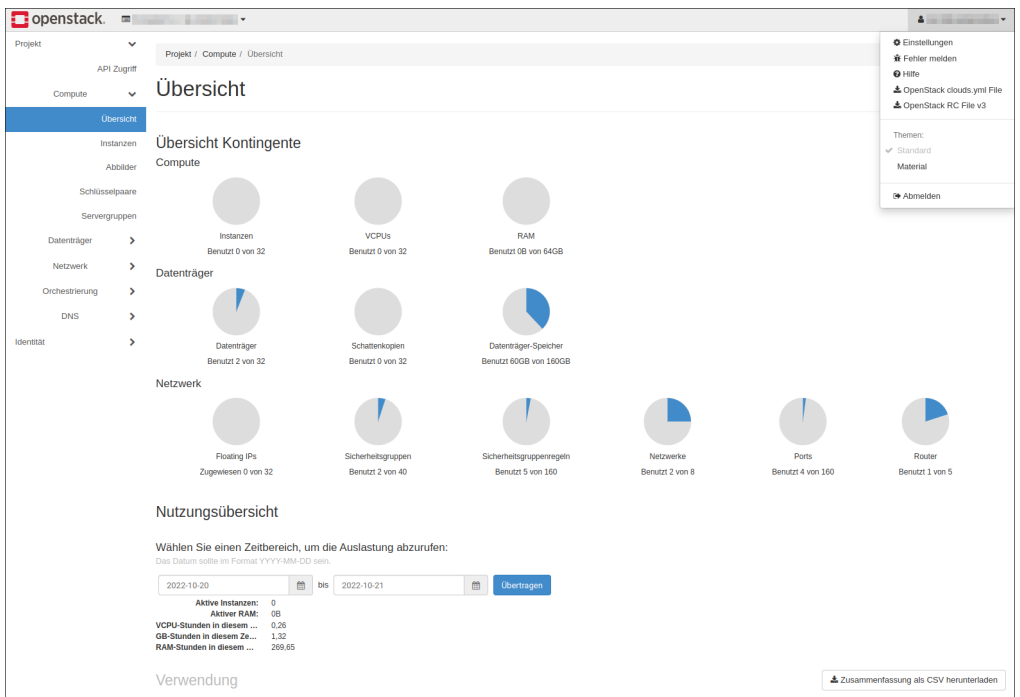 openstack.
Projekt
API Zugriff
Compute
Übersicht
Instanzen
Abbilder
Schlüsselpaare
Servergruppen
Datenträger
Netzwerk
Orchestrierung
DNS
Identität
Projekt / Compute / Übersicht
Einstellungen
Fehler melden
Hilfe
OpenStack clouds.yml File
OpenStack RC File v3
Themen:
Standard
Material
Abmelden
Übersicht
Übersicht Kontingente
Compute
Instanzen
Benutzt 0 von 32
VCPUs
Benutzt 0 von 32
RAM
Benutzt 0B von 64GB
Datenträger
Datenträger
Benutzt 2 von 32
Schattenkopien
Benutzt 0 von 32
Datenträger-Speicher
Benutzt 60GB von 160GB
Netzwerk
Floating IPs
Zugewiesen 0 von 32
Sicherheitsgruppen
Benutzt 2 von 40
Sicherheitsgruppenregeln
Benutzt 5 von 160
Netzwerke
Benutzt 2 von 8
Ports
Benutzt 4 von 160
Router
Benutzt 1 von 5
Nutzungsübersicht
Wählen Sie einen Zeitbereich, um die Auslastung abzurufen:
Das Datum sollte im Format YYYY-MM-DD sein.
2022-10-20 bis 2022-10-21 Übertragen
Aktive Instanzen: 0
Aktiver RAM: 0B
VCPU-Stunden in diesem ... 0,26
GB-Stunden in diesem Ze... 1,32
RAM-Stunden in diesem ... 269,65
Verwendung
Zusammenfassung als CSV herunterladen